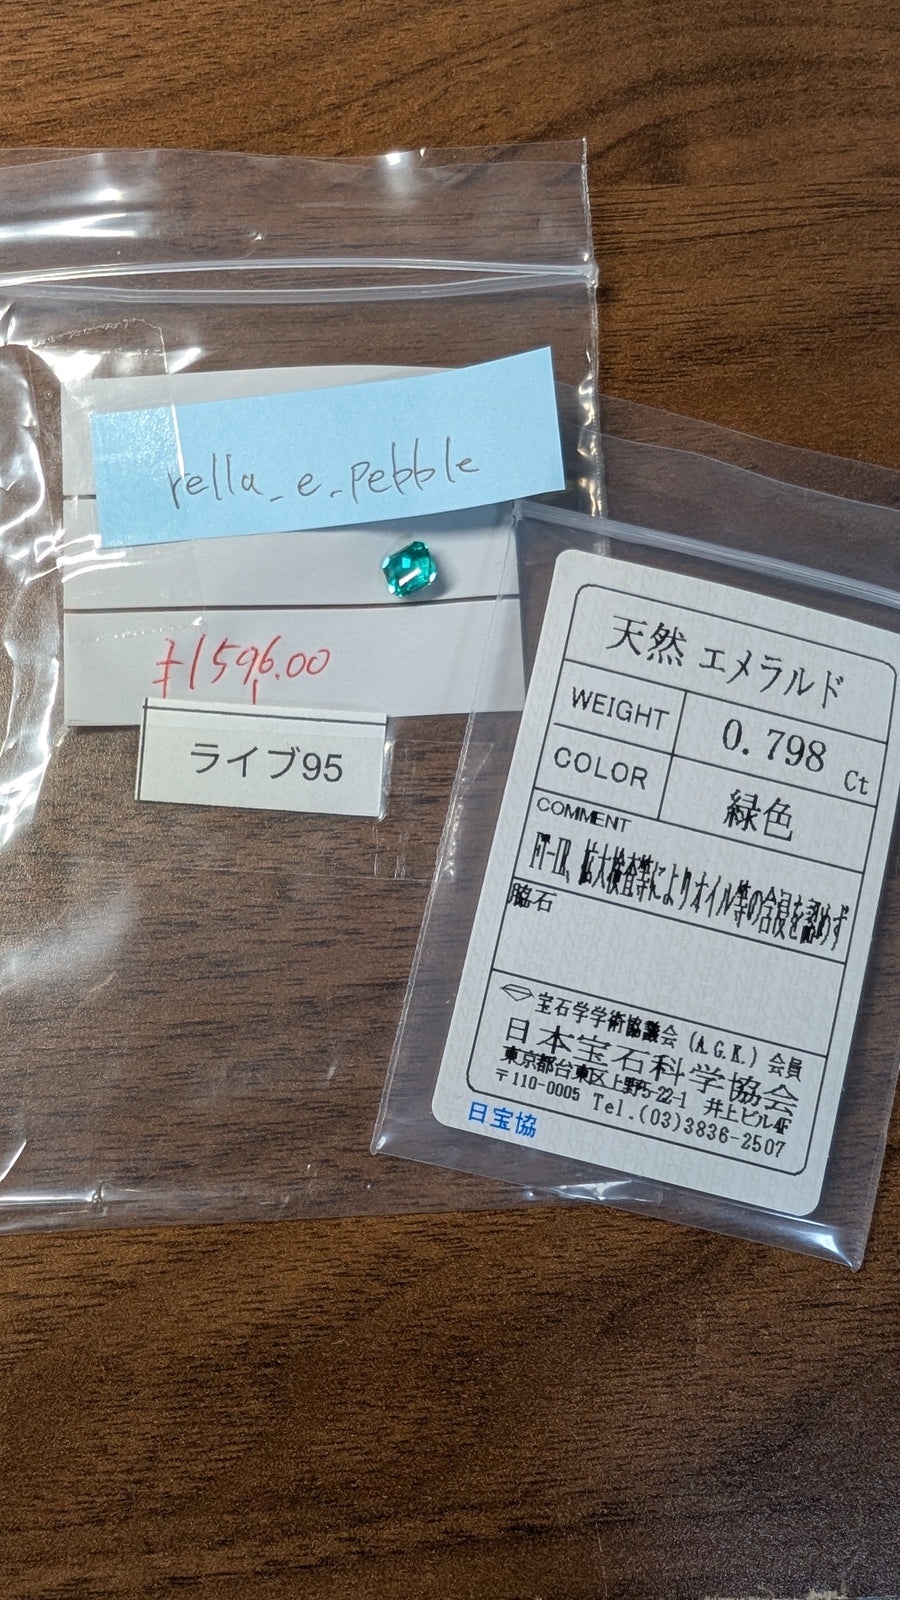 rella_e_pebble
1596.00
ライブ95
天然 エメラルド
WEIGHT 0.798 Ct
COLOR 緑色
COMMENT
FT-IR、拡大検査等によりオイル等の含浸を認めず
脇石
宝石学学術協議会 (A.G.K.) 会員
日本宝石科学協会
東京都台東区上野5-22-1 井上ビル4F
〒110-0005 Tel.(03)3836-2507
日宝協